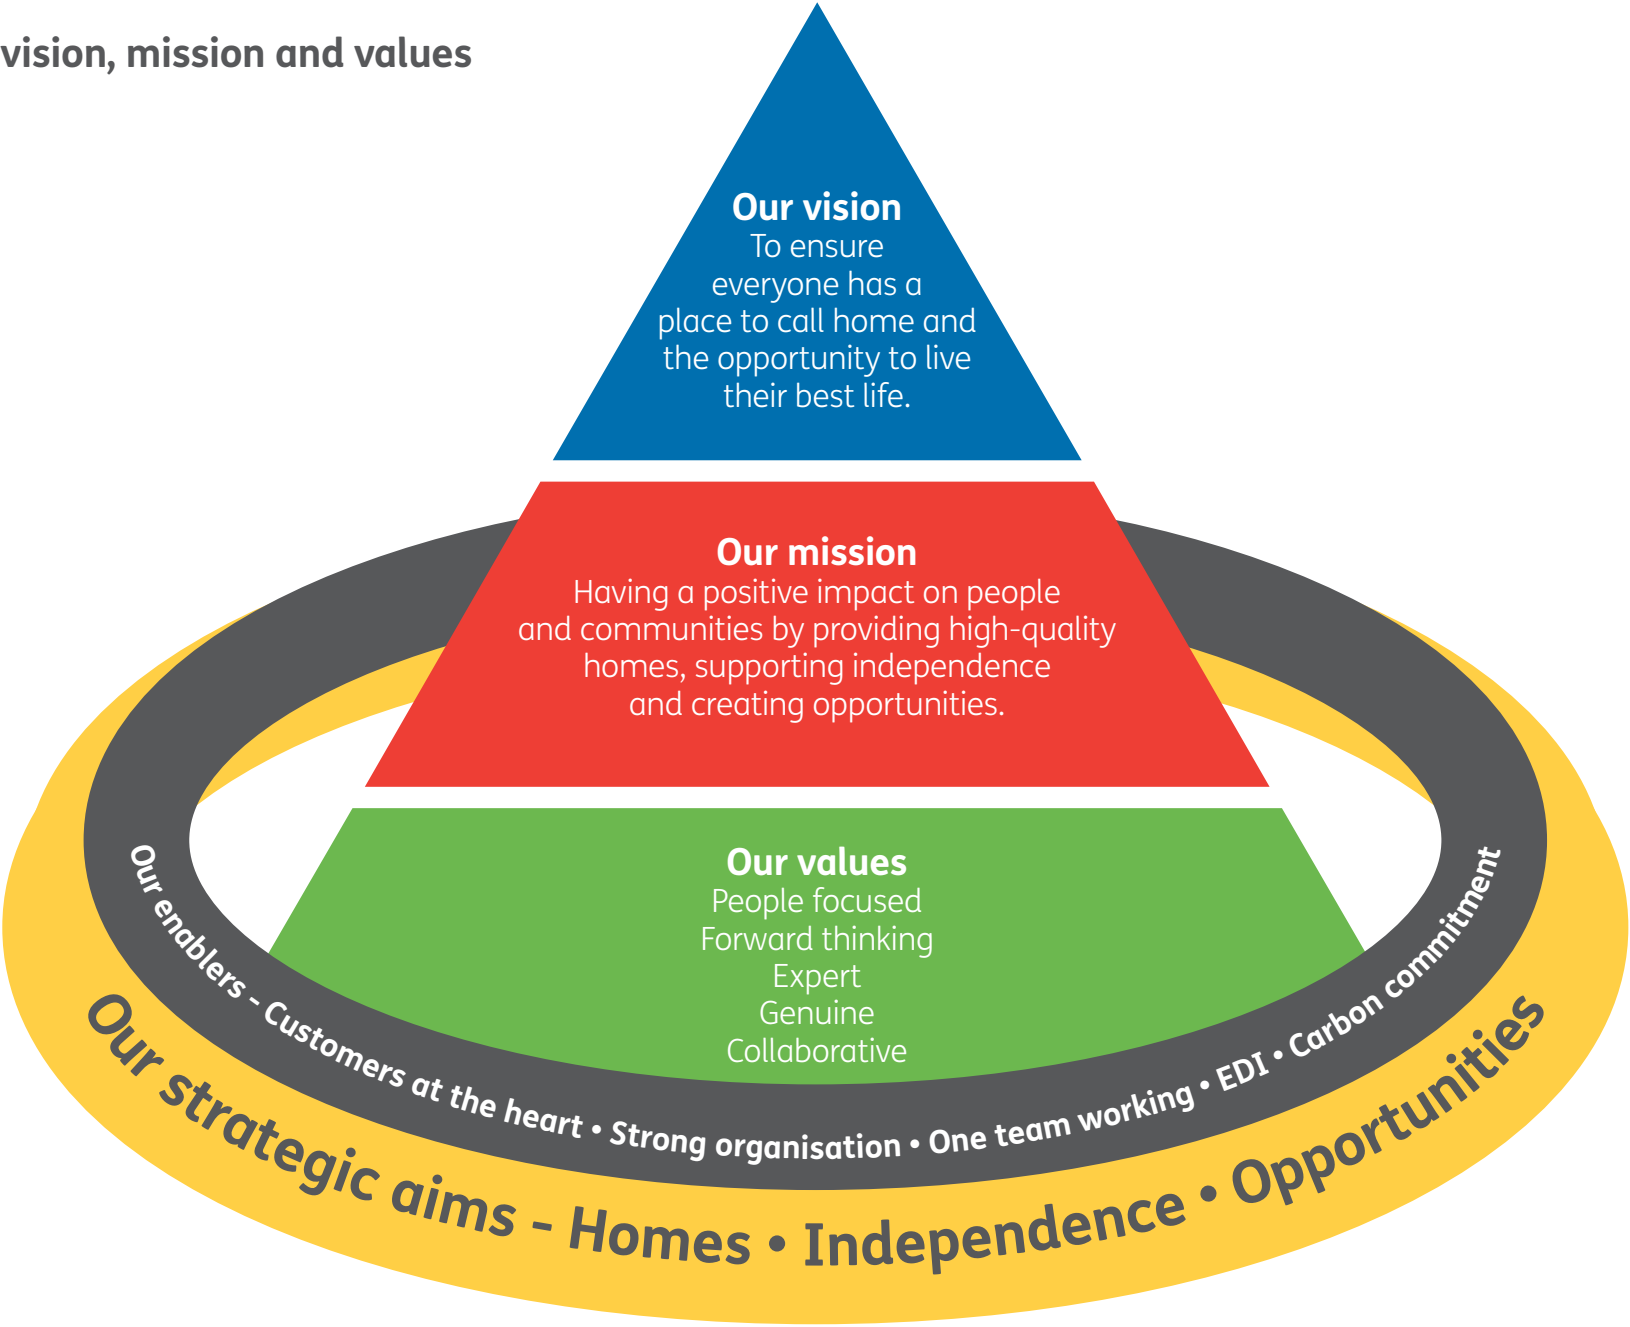 vision, mission and values
Our vision
To ensure
everyone has a
place to call home and
the opportunity to live
their best life.
Our mission
Having a positive impact on people
and communities by providing high-quality
homes, supporting independence
and creating opportunities.
Our values
People focused
Forward thinking
Expert
Genuine
Collaborative
Our enablers - Customers at the heart • Strong organisation • One team working • EDI • Carbon commitment
Our strategic aims - Homes • Independence • Opportunities